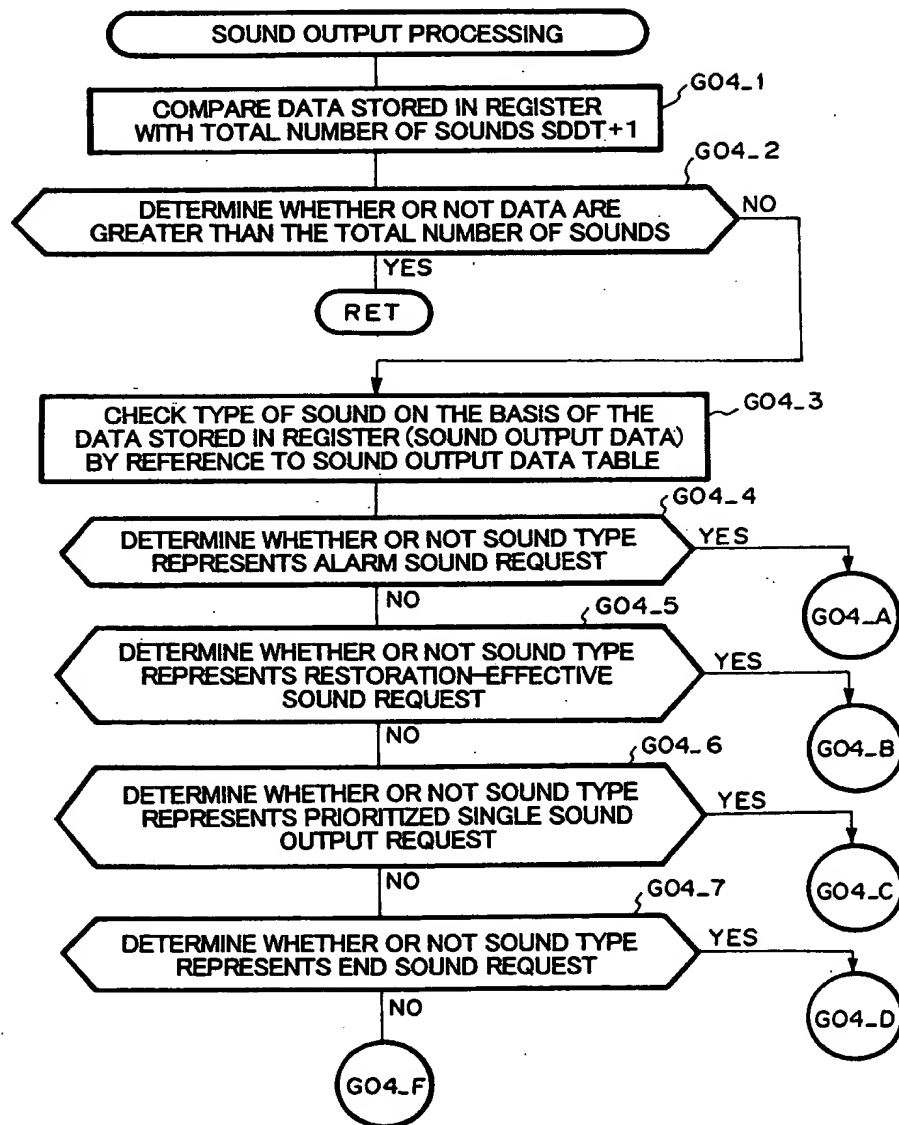 SOUND OUTPUT PROCESSING
G04_1
COMPARE DATA STORED IN REGISTER
WITH TOTAL NUMBER OF SOUNDS SDDT+1
G04_2
DETERMINE WHETHER OR NOT DATA ARE
GREATER THAN THE TOTAL NUMBER OF SOUNDS
NO
YES
RET
G04_3
CHECK TYPE OF SOUND ON THE BASIS OF THE
DATA STORED IN REGISTER (SOUND OUTPUT DATA)
BY REFERENCE TO SOUND OUTPUT DATA TABLE
G04_4
DETERMINE WHETHER OR NOT SOUND TYPE
REPRESENTS ALARM SOUND REQUEST
YES
G04_A
NO
G04_5
DETERMINE WHETHER OR NOT SOUND TYPE
REPRESENTS RESTORATION-EFFECTIVE
SOUND REQUEST
YES
G04_B
NO
G04_6
DETERMINE WHETHER OR NOT SOUND TYPE
REPRESENTS PRIORITIZED SINGLE SOUND
OUTPUT REQUEST
YES
G04_C
NO
G04_7
DETERMINE WHETHER OR NOT SOUND TYPE
REPRESENTS END SOUND REQUEST
YES
G04_D
NO
G04_F